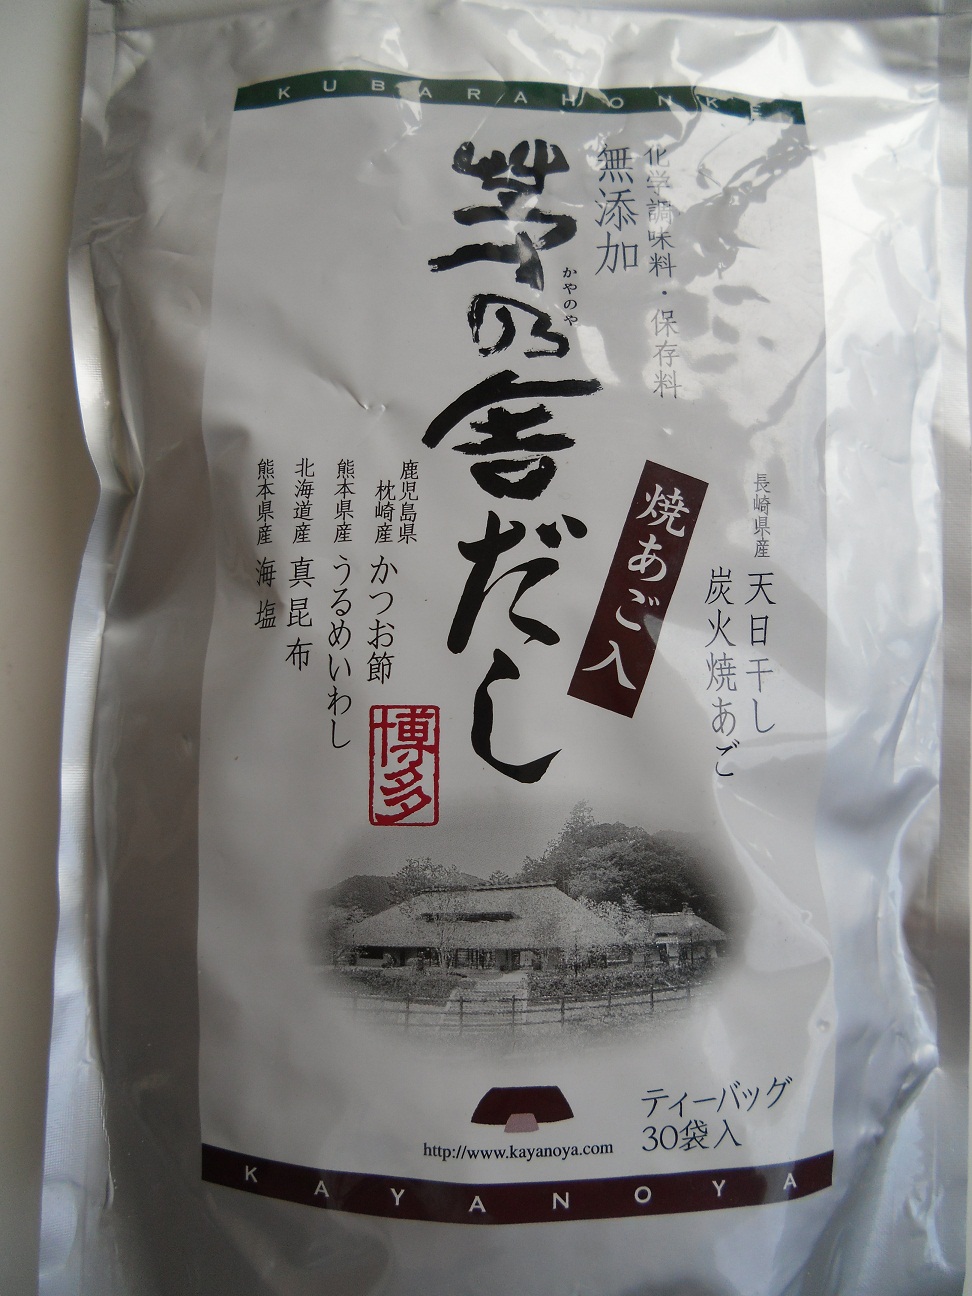 KUBARAHONKE
化学調味料・保存料
無添加
茅乃舎だし
かやのや
焼あご入
長崎県産
天日干し
炭火焼あご
鹿児島県
枕崎産
かつお節
熊本県産 うるめいわし
北海道産 真昆布
熊本県産 海塩
博多
ティーバッグ
30袋入
http://www.kayanoya.com
KAYANOYA